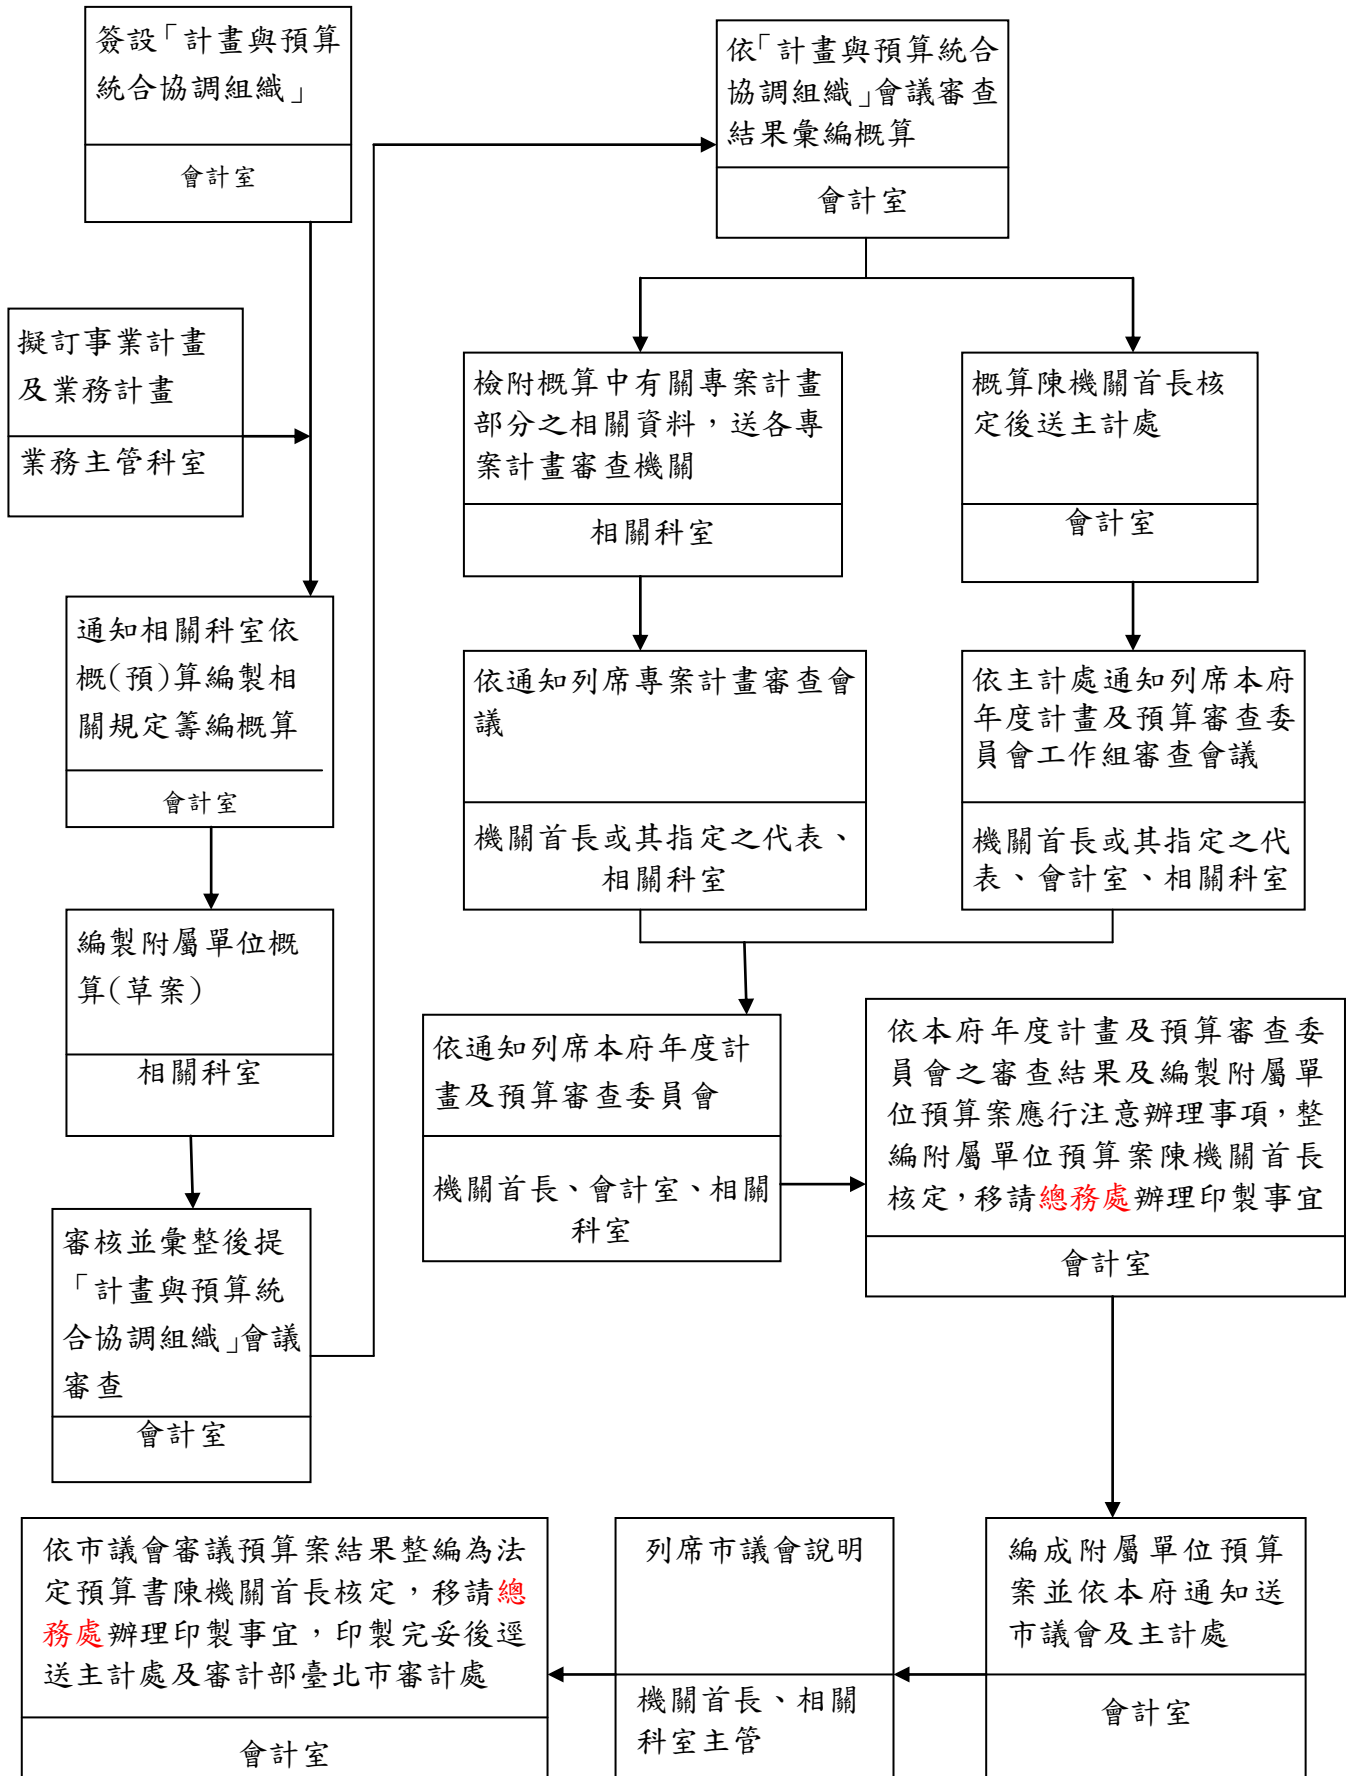 簽設「計畫與預算
統合協調組織」
會計室
擬訂事業計畫
及業務計畫
業務主管科室
通知相關科室依
概(預)算編製相
關規定籌編概算
會計室
編製附屬單位概
算(草案)
相關科室
審核並彙整後提
「計畫與預算統
合協調組織」會議
審查
會計室
依「計畫與預算統合
協調組織」會議審查
結果彙編概算
會計室
檢附概算中有關專案計畫
部分之相關資料，送各專
案計畫審查機關
相關科室
概算陳機關首長核
定後送主計處
會計室
依通知列席專案計畫審查會
議
機關首長或其指定之代表、
相關科室
依主計處通知列席本府
年度計畫及預算審查委
員會工作組審查會議
機關首長或其指定之代
表、會計室、相關科室
依通知列席本府年度計
畫及預算審查委員會
機關首長、會計室、相關
科室
依本府年度計畫及預算審查委
員會之審查結果及編製附屬單
位預算案應行注意辦理事項，整
編附屬單位預算案陳機關首長
核定，移請總務處辦理印製事宜
會計室
編成附屬單位預算
案並依本府通知送
市議會及主計處
會計室
列席市議會說明
機關首長、相關
科室主管
依市議會審議預算案結果整編為法
定預算書陳機關首長核定，移請總
務處辦理印製事宜，印製完妥後逕
送主計處及審計部臺北市審計處
會計室